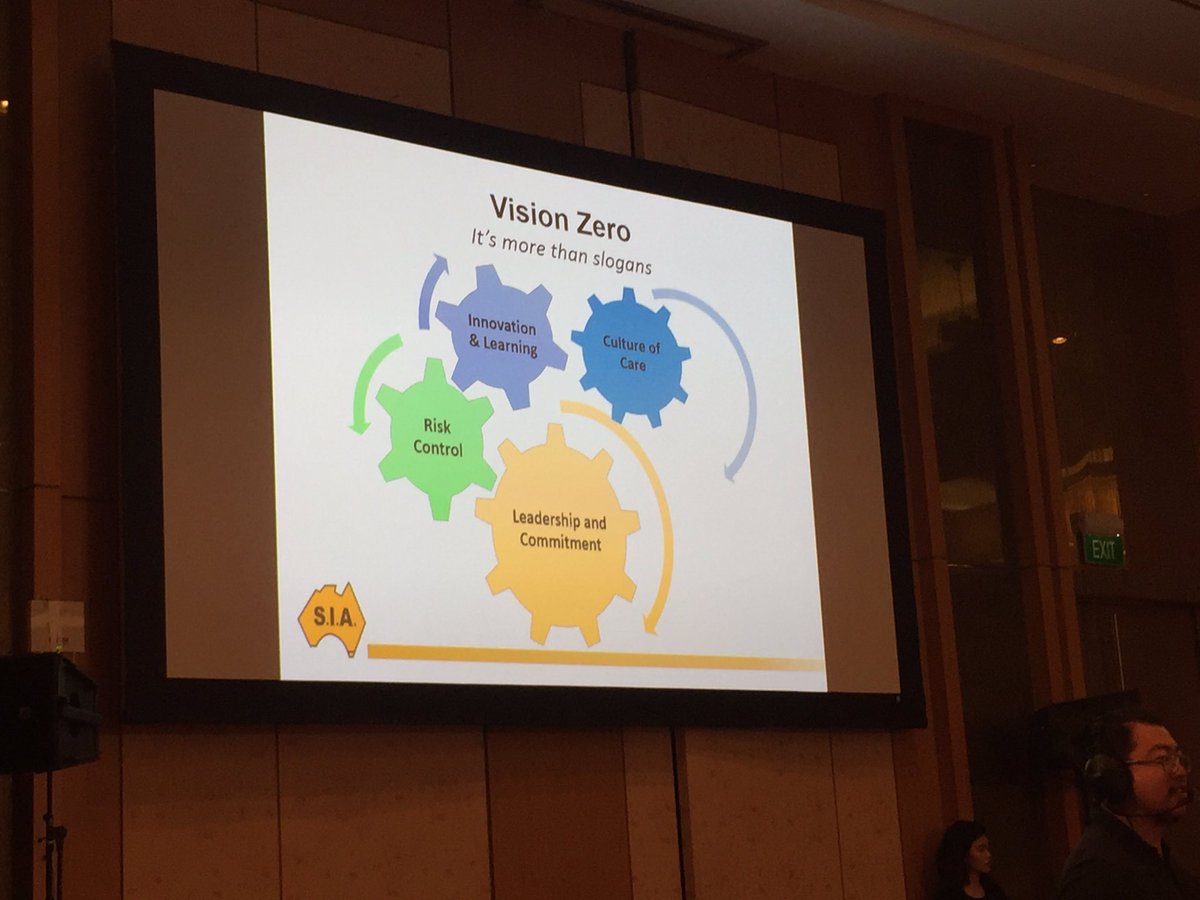 Vision Zero
It's more than slogans
Innovation
& Learning
Culture of
Care
Risk
Control
Leadership and
Commitment
S.I.A.
EXIT